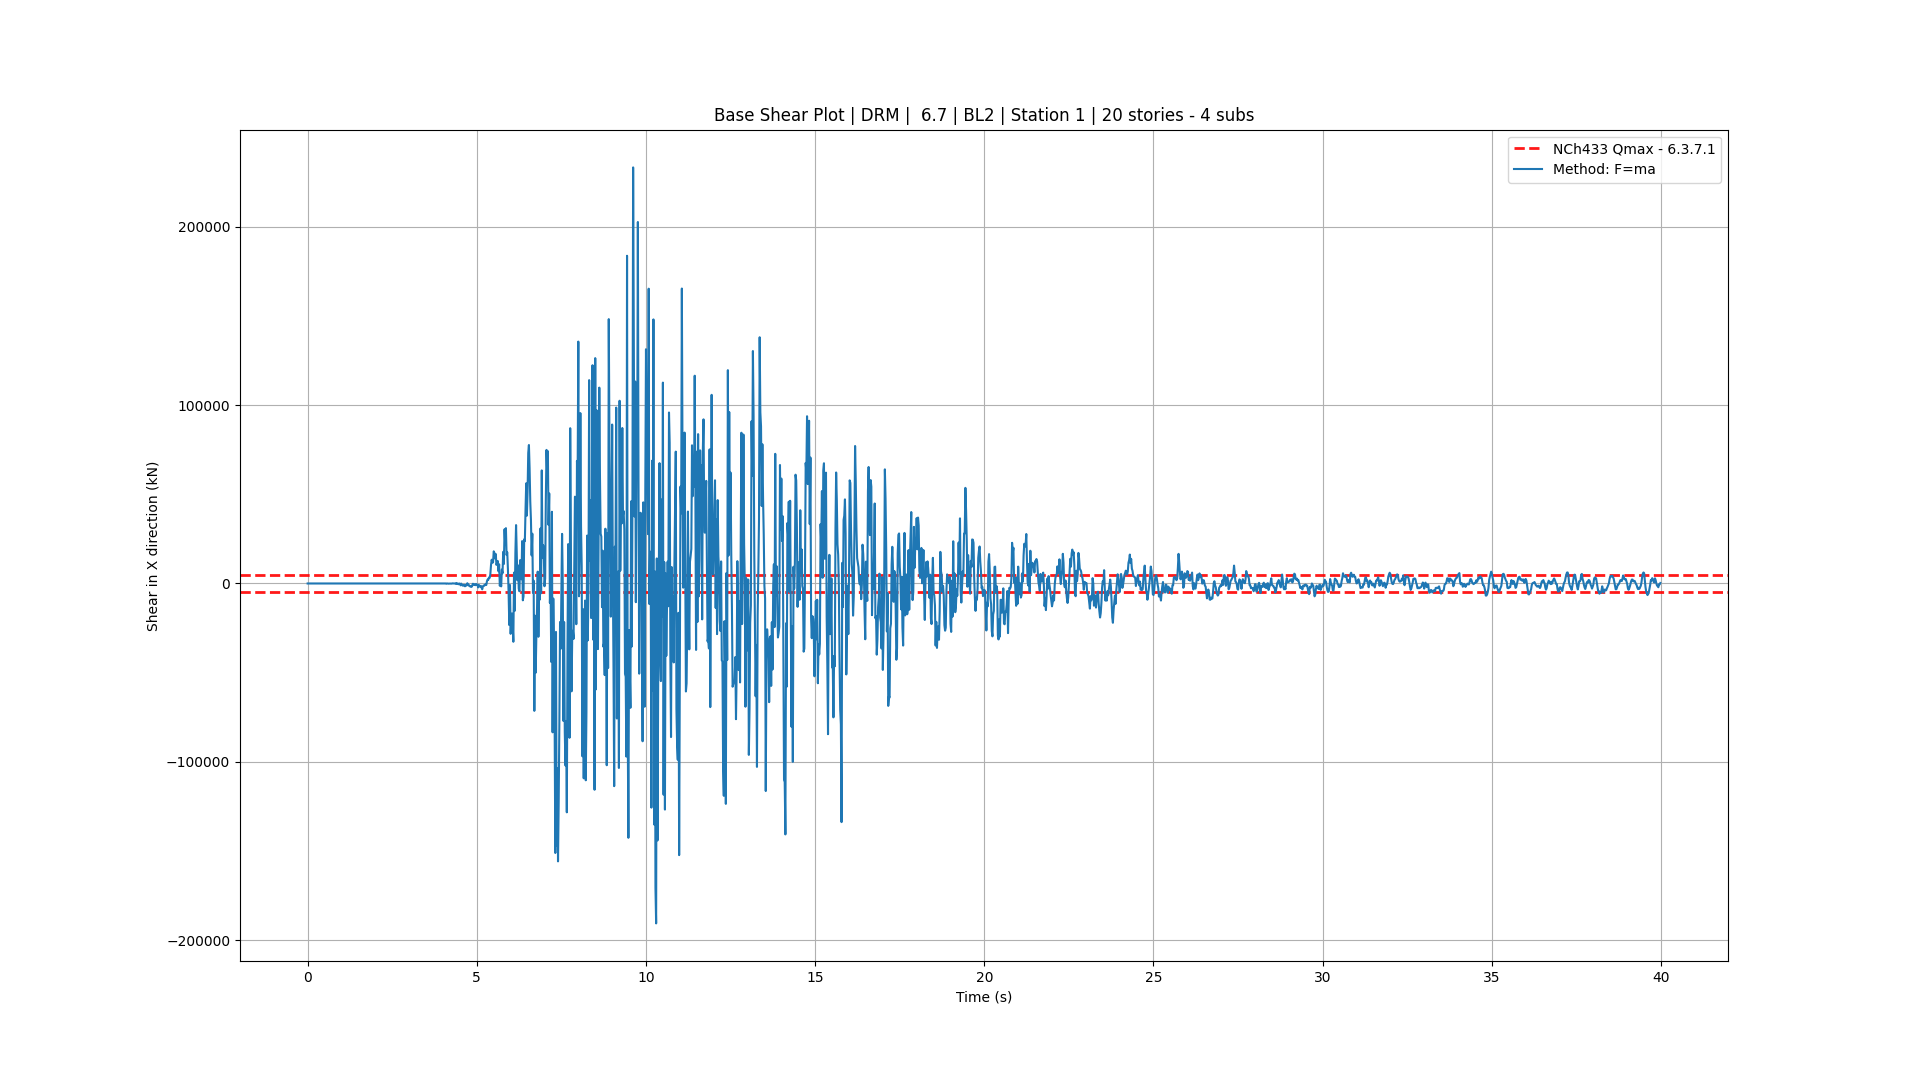 Base Shear Plot | DRM |  6.7 | BL2 | Station 1 | 20 stories - 4 subs
NCh433 Qmax - 6.3.7.1
Method: F=ma
Shear in X direction (kN)
200000
100000
0
−100000
−200000
0 5 10 15 20 25 30 35 40
Time (s)